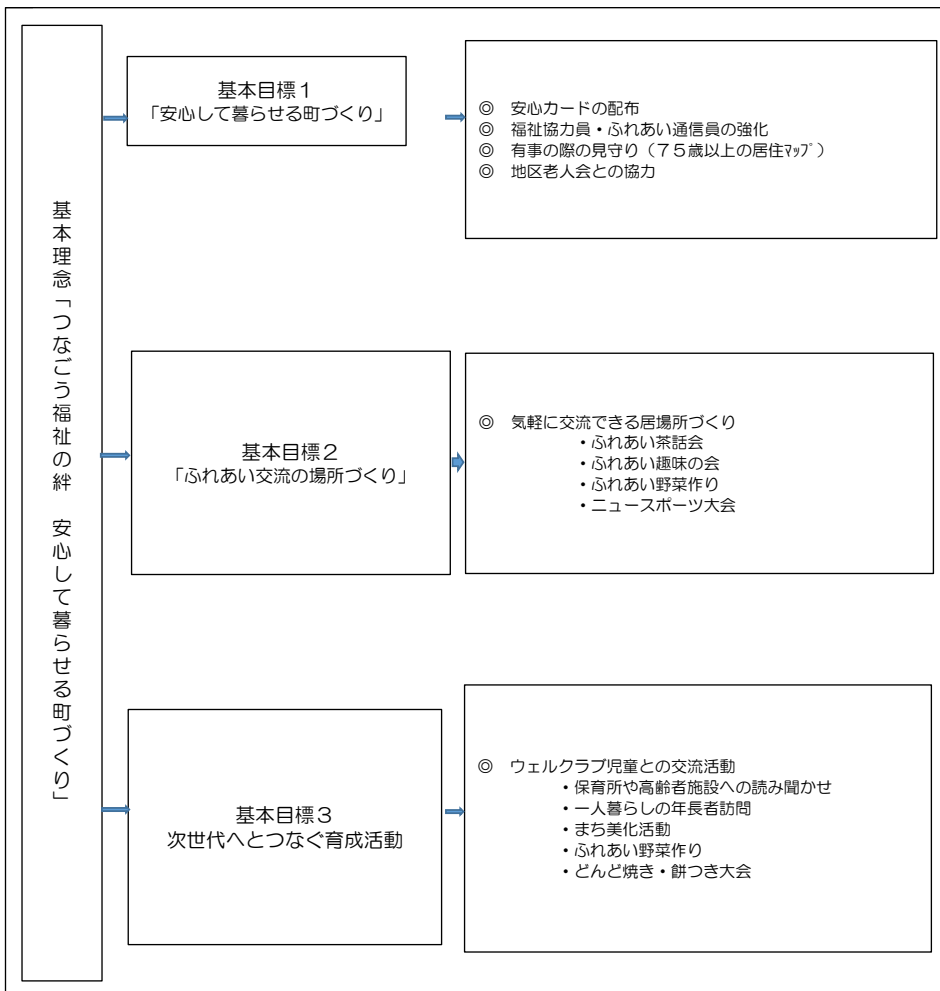 基本理念「つなごう福祉の絆　安心して暮らせる町づくり」
基本目標１
「安心して暮らせる町づくり」
◎　安心カードの配布
◎　福祉協力員・ふれあい通信員の強化
◎　有事の際の見守り（７５歳以上の居住ﾏｯﾌﾟ）
◎　地区老人会との協力
基本目標２
「ふれあい交流の場所づくり」
◎　気軽に交流できる居場所づくり
・ふれあい茶話会
・ふれあい趣味の会
・ふれあい野菜作り
・ニュースポーツ大会
基本目標３
次世代へとつなぐ育成活動
◎　ウェルクラブ児童との交流活動
・保育所や高齢者施設への読み聞かせ
・一人暮らしの年長者訪問
・まち美化活動
・ふれあい野菜作り
・どんど焼き・餅つき大会